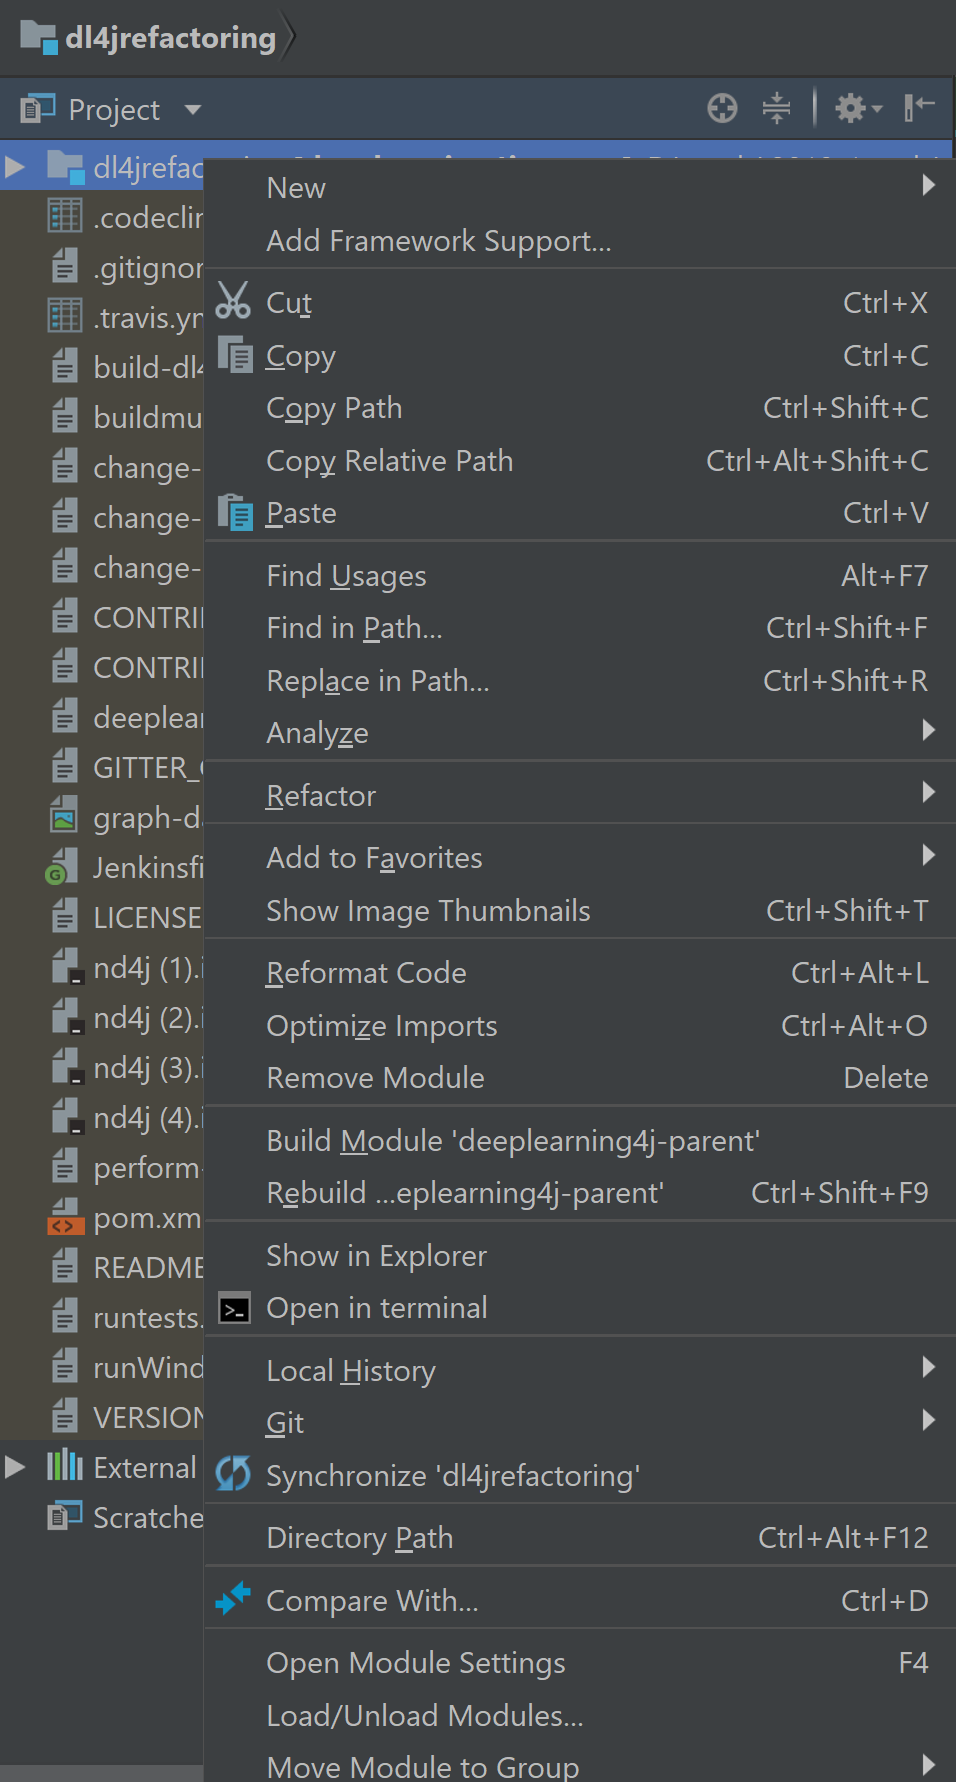 dl4jrefactoring
Project
dl4jrefac
.codeclin
.gitignor
.travis.ym
build-dl4
buildmu
change-
change-
change-
CONTRI
CONTRI
deeplear
GITTER_
graph-da
Jenkinsfi
LICENSE
nd4j (1).i
nd4j (2).i
nd4j (3).i
nd4j (4).i
perform-
pom.xm
README
runtests.
runWind
VERSION
External
Scratche
New
Add Framework Support...
Cut Ctrl+X
Copy Ctrl+C
Copy Path Ctrl+Shift+C
Copy Relative Path Ctrl+Alt+Shift+C
Paste Ctrl+V
Find Usages Alt+F7
Find in Path... Ctrl+Shift+F
Replace in Path... Ctrl+Shift+R
Analyze
Refactor
Add to Favorites
Show Image Thumbnails Ctrl+Shift+T
Reformat Code Ctrl+Alt+L
Optimize Imports Ctrl+Alt+O
Remove Module Delete
Build Module 'deeplearning4j-parent'
Rebuild ...eplearning4j-parent' Ctrl+Shift+F9
Show in Explorer
Open in terminal
Local History
Git
Synchronize 'dl4jrefactoring'
Directory Path Ctrl+Alt+F12
Compare With... Ctrl+D
Open Module Settings F4
Load/Unload Modules...
Move Module to Group